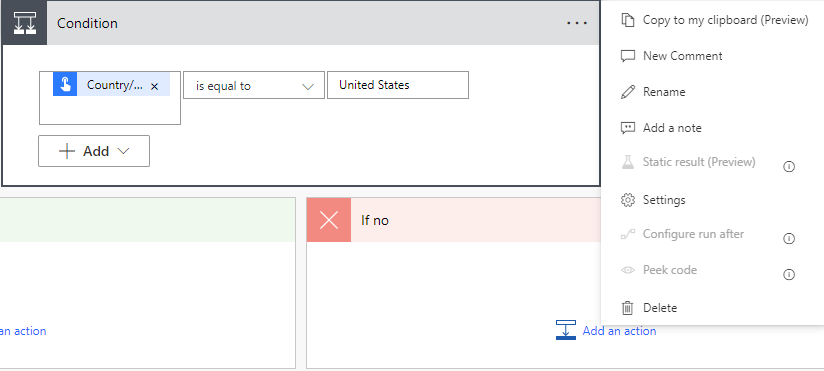 Condition
Country/... ×
is equal to
United States
Add
If no
an action
Add an action
Copy to my clipboard (Preview)
New Comment
Rename
Add a note
Static result (Preview)
Settings
Configure run after
Peek code
Delete